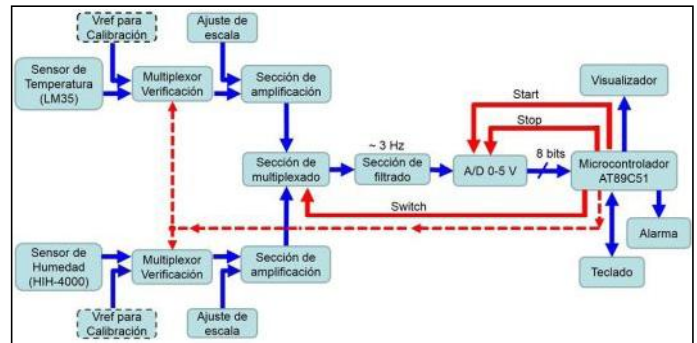 Vref para
Calibración
Ajuste de
escala
Sensor de
Temperatura
(LM35)
Multiplexor
Verificación
Sección de
amplificación
Visualizador
Start
Stop
~ 3 Hz
8 bits
Sección de
multiplexado
Sección de
filtrado
A/D 0-5 V
Microcontrolador
AT89C51
Switch
Sensor de
Humedad
(HIH-4000)
Multiplexor
Verificación
Sección de
amplificación
Alarma
Teclado
Vref para
Calibración
Ajuste de
escala